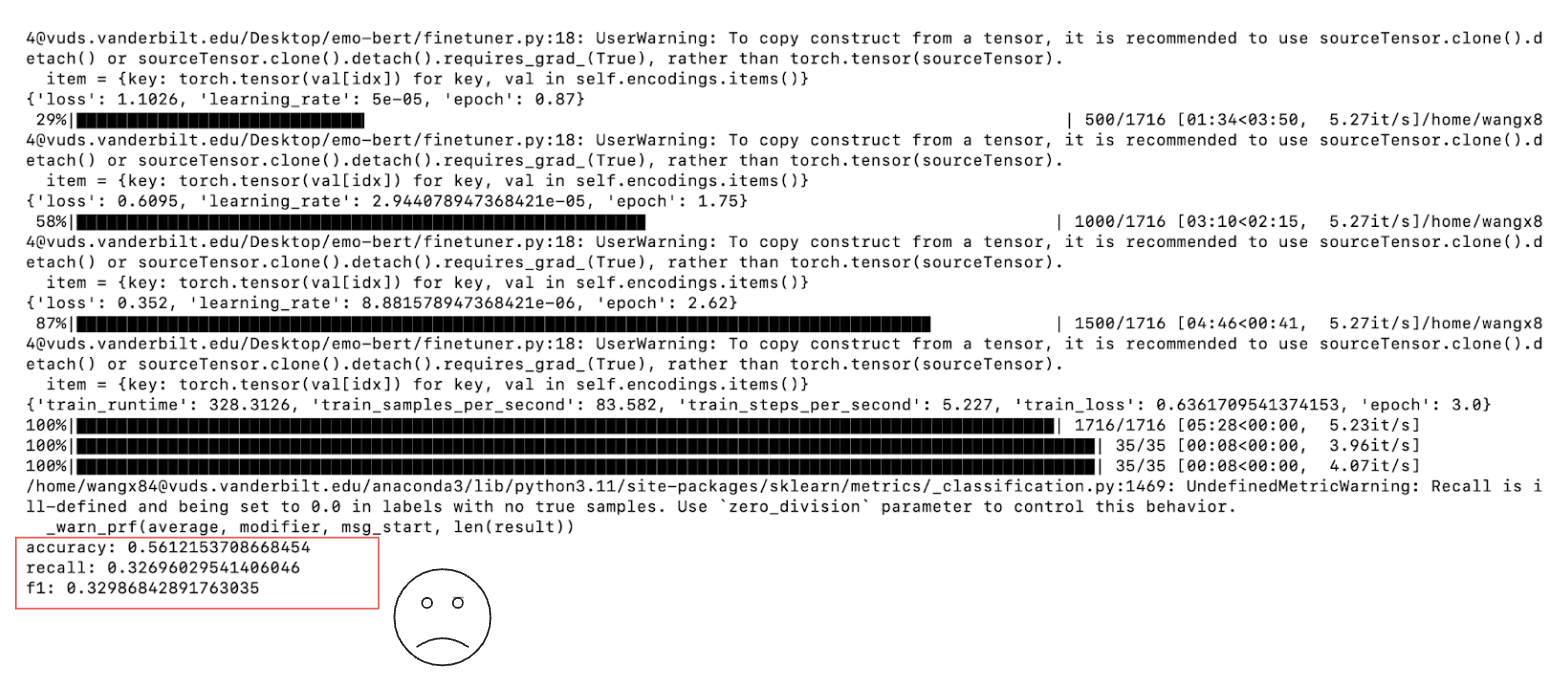 4@vuds.vanderbilt.edu/Desktop/emo-bert/finetuner.py:18: UserWarning: To copy construct from a tensor, it is recommended to use sourceTensor.clone().d
etach() or sourceTensor.clone().detach().requires_grad_(True), rather than torch.tensor(sourceTensor).
  item = {key: torch.tensor(val[idx]) for key, val in self.encodings.items()}
{'loss': 1.1026, 'learning_rate': 5e-05, 'epoch': 0.87}
 29%| | 500/1716 [01:34<03:50,  5.27it/s]/home/wangx8
4@vuds.vanderbilt.edu/Desktop/emo-bert/finetuner.py:18: UserWarning: To copy construct from a tensor, it is recommended to use sourceTensor.clone().d
etach() or sourceTensor.clone().detach().requires_grad_(True), rather than torch.tensor(sourceTensor).
  item = {key: torch.tensor(val[idx]) for key, val in self.encodings.items()}
{'loss': 0.6095, 'learning_rate': 2.944078947368421e-05, 'epoch': 1.75}
 58%| | 1000/1716 [03:10<02:15,  5.27it/s]/home/wangx8
4@vuds.vanderbilt.edu/Desktop/emo-bert/finetuner.py:18: UserWarning: To copy construct from a tensor, it is recommended to use sourceTensor.clone().d
etach() or sourceTensor.clone().detach().requires_grad_(True), rather than torch.tensor(sourceTensor).
  item = {key: torch.tensor(val[idx]) for key, val in self.encodings.items()}
{'loss': 0.352, 'learning_rate': 8.881578947368421e-06, 'epoch': 2.62}
 87%| | 1500/1716 [04:46<00:41,  5.27it/s]/home/wangx8
4@vuds.vanderbilt.edu/Desktop/emo-bert/finetuner.py:18: UserWarning: To copy construct from a tensor, it is recommended to use sourceTensor.clone().d
etach() or sourceTensor.clone().detach().requires_grad_(True), rather than torch.tensor(sourceTensor).
  item = {key: torch.tensor(val[idx]) for key, val in self.encodings.items()}
{'train_runtime': 328.3126, 'train_samples_per_second': 83.582, 'train_steps_per_second': 5.227, 'train_loss': 0.6361709541374153, 'epoch': 3.0}
100%| | 1716/1716 [05:28<00:00,  5.23it/s]
100%| | 35/35 [00:08<00:00,  3.96it/s]
100%| | 35/35 [00:08<00:00,  4.07it/s]
/home/wangx84@vuds.vanderbilt.edu/anaconda3/lib/python3.11/site-packages/sklearn/metrics/_classification.py:1469: UndefinedMetricWarning: Recall is i
ll-defined and being set to 0.0 in labels with no true samples. Use `zero_division` parameter to control this behavior.
  _warn_prf(average, modifier, msg_start, len(result))
accuracy: 0.5612153708668454
recall: 0.32696029541406046
f1: 0.32986842891763035